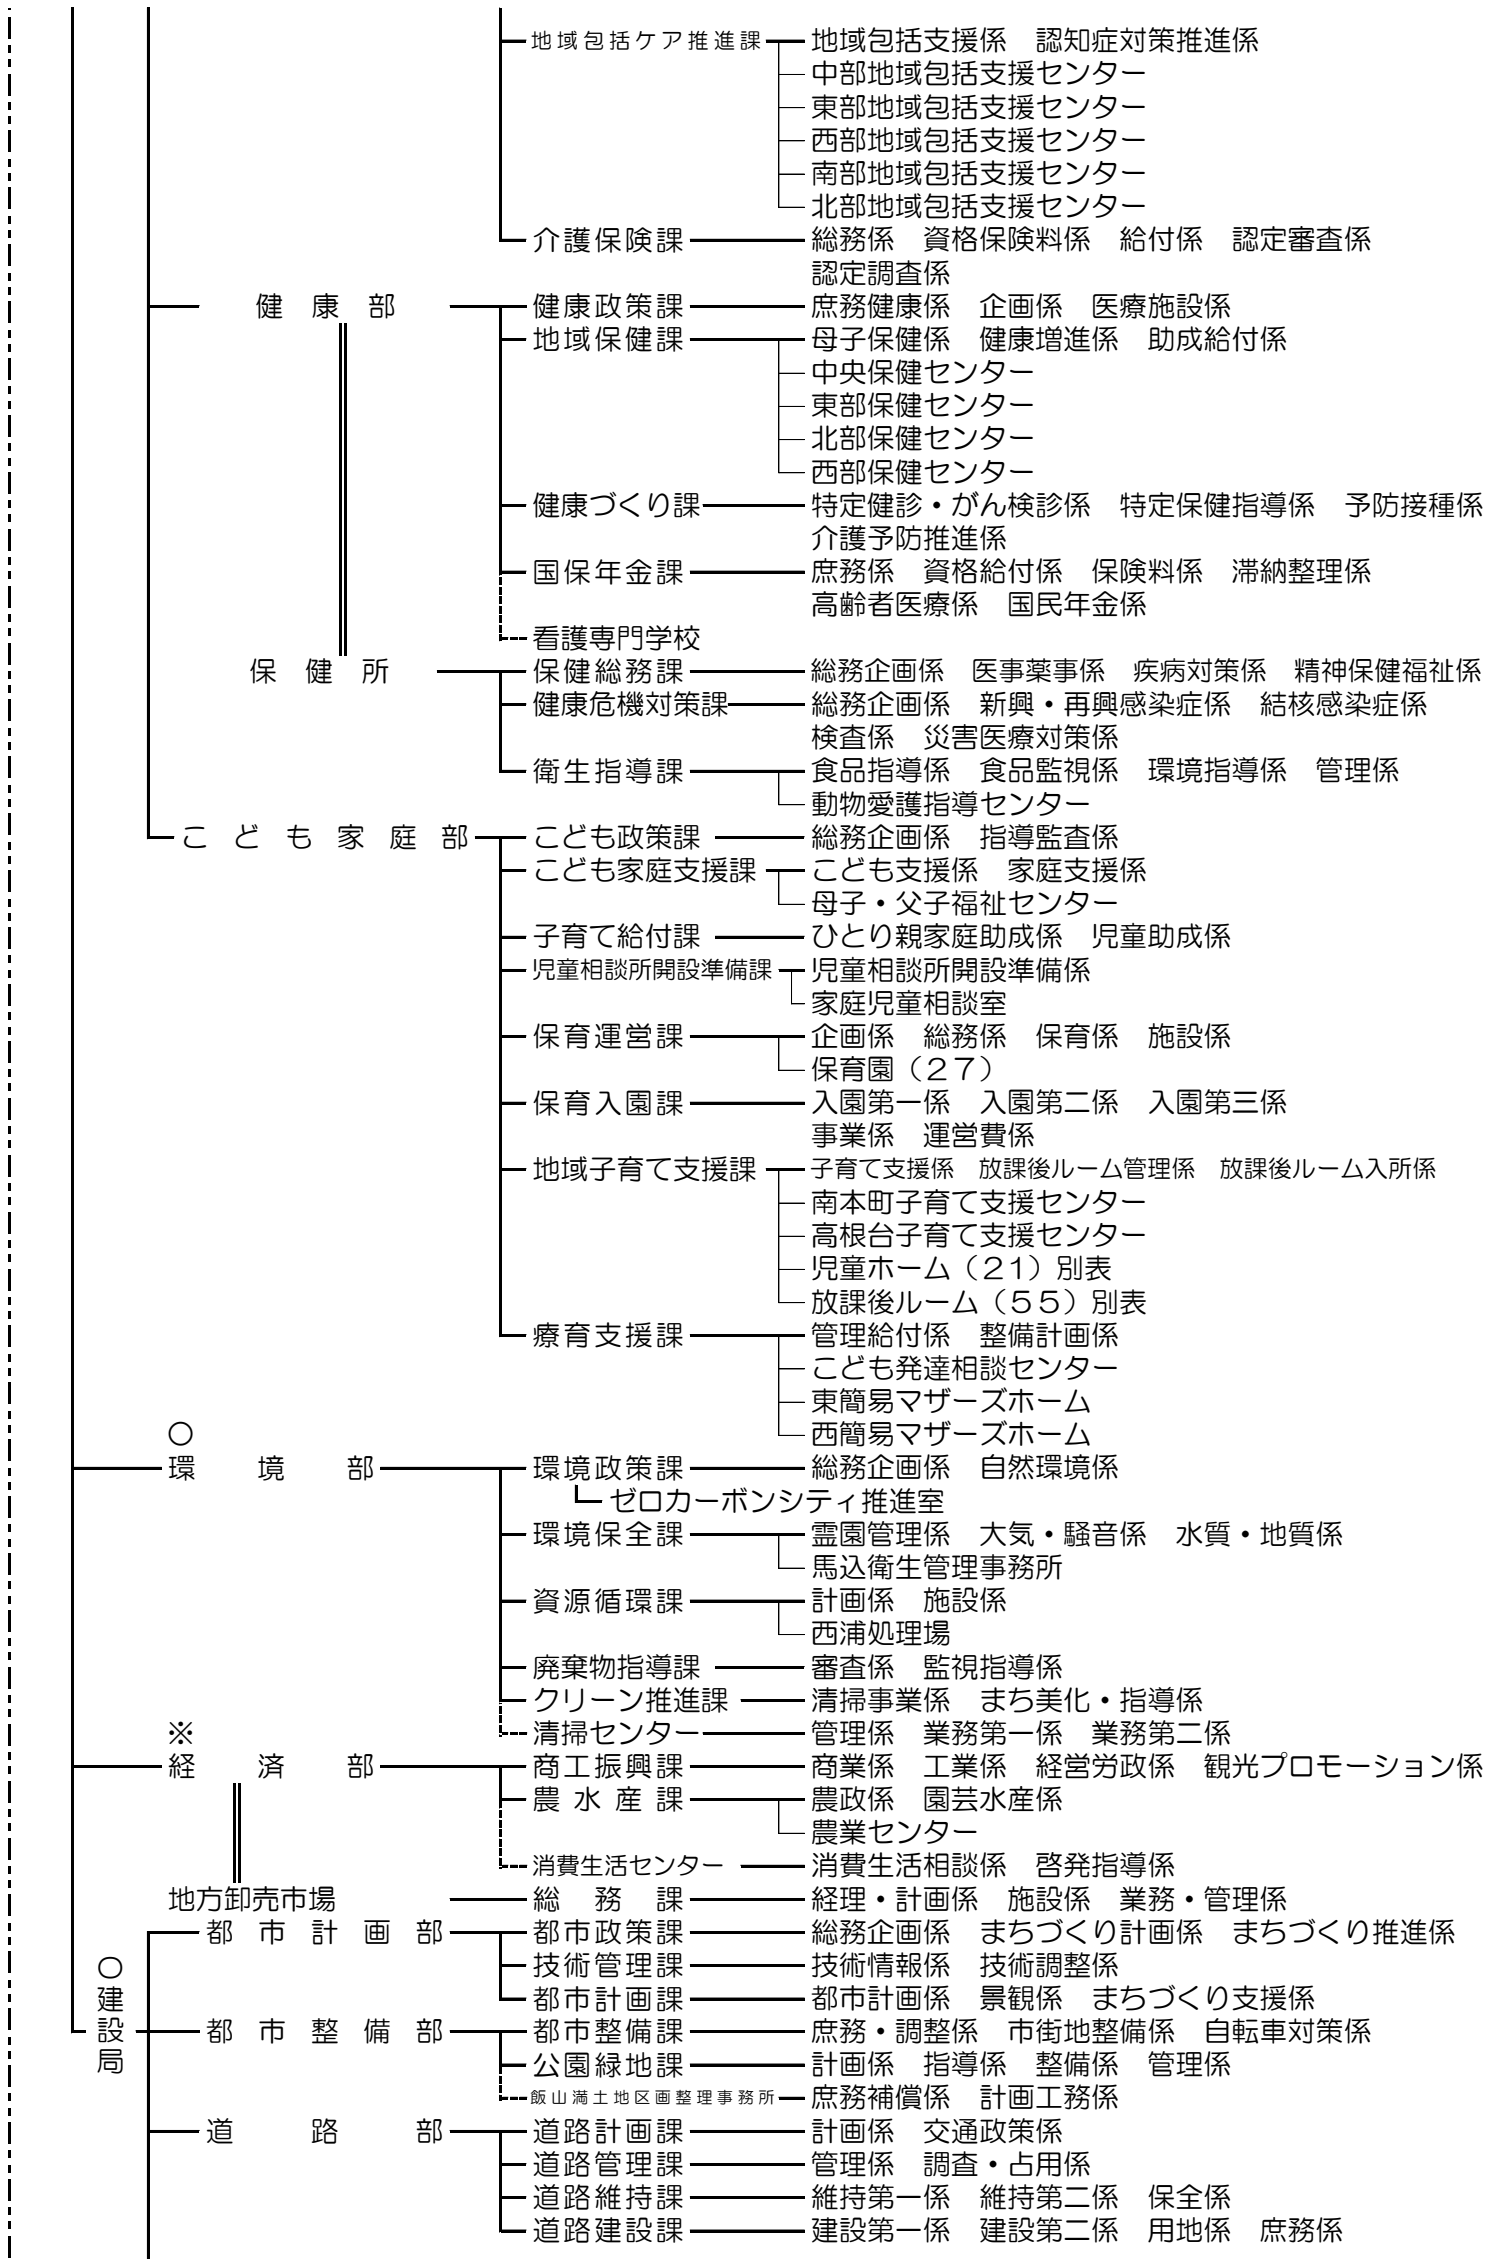 地域包括ケア推進課　地域包括支援係　認知症対策推進係
中部地域包括支援センター
東部地域包括支援センター
西部地域包括支援センター
南部地域包括支援センター
北部地域包括支援センター
介護保険課　総務係　資格保険料係　給付係　認定審査係
認定調査係
健康部　健康政策課　庶務健康係　企画係　医療施設係
地域保健課　母子保健係　健康増進係　助成給付係
中央保健センター
東部保健センター
北部保健センター
西部保健センター
健康づくり課　特定健診・がん検診係　特定保健指導係　予防接種係
介護予防推進係
国保年金課　庶務係　資格給付係　保険料係　滞納整理係
高齢者医療係　国民年金係
看護専門学校
保健所　保健総務課　総務企画係　医事薬事係　疾病対策係　精神保健福祉係
健康危機対策課　総務企画係　新興・再興感染症係　結核感染症係
検査係　災害医療対策係
衛生指導課　食品指導係　食品監視係　環境指導係　管理係
動物愛護指導センター
こども家庭部　こども政策課　総務企画係　指導監査係
こども家庭支援課　こども支援係　家庭支援係
母子・父子福祉センター
子育て給付課　ひとり親家庭助成係　児童助成係
児童相談所開設準備課　児童相談所開設準備係
家庭児童相談室
保育運営課　企画係　総務係　保育係　施設係
保育園（２７）
保育入園課　入園第一係　入園第二係　入園第三係
事業係　運営費係
地域子育て支援課　子育て支援係　放課後ルーム管理係　放課後ルーム入所係
南本町子育て支援センター
高根台子育て支援センター
児童ホーム（２１）別表
放課後ルーム（５５）別表
療育支援課　管理給付係　整備計画係
こども発達相談センター
東簡易マザーズホーム
西簡易マザーズホーム
○
環境部　環境政策課　総務企画係　自然環境係
ゼロカーボンシティ推進室
環境保全課　霊園管理係　大気・騒音係　水質・地質係
馬込衛生管理事務所
資源循環課　計画係　施設係
西浦処理場
廃棄物指導課　審査係　監視指導係
クリーン推進課　清掃事業係　まち美化・指導係
※
清掃センター　管理係　業務第一係　業務第二係
経済部　商工振興課　商業係　工業係　経営労政係　観光プロモーション係
農水産課　農政係　園芸水産係
農業センター
消費生活センター　消費生活相談係　啓発指導係
地方卸売市場　総務課　経理・計画係　施設係　業務・管理係
○建設局
都市計画部　都市政策課　総務企画係　まちづくり計画係　まちづくり推進係
技術管理課　技術情報係　技術調整係
都市計画課　都市計画係　景観係　まちづくり支援係
都市整備部　都市整備課　庶務・調整係　市街地整備係　自転車対策係
公園緑地課　計画係　指導係　整備係　管理係
飯山満土地区画整理事務所　庶務補償係　計画工務係
道路部　道路計画課　計画係　交通政策係
道路管理課　管理係　調査・占用係
道路維持課　維持第一係　維持第二係　保全係
道路建設課　建設第一係　建設第二係　用地係　庶務係